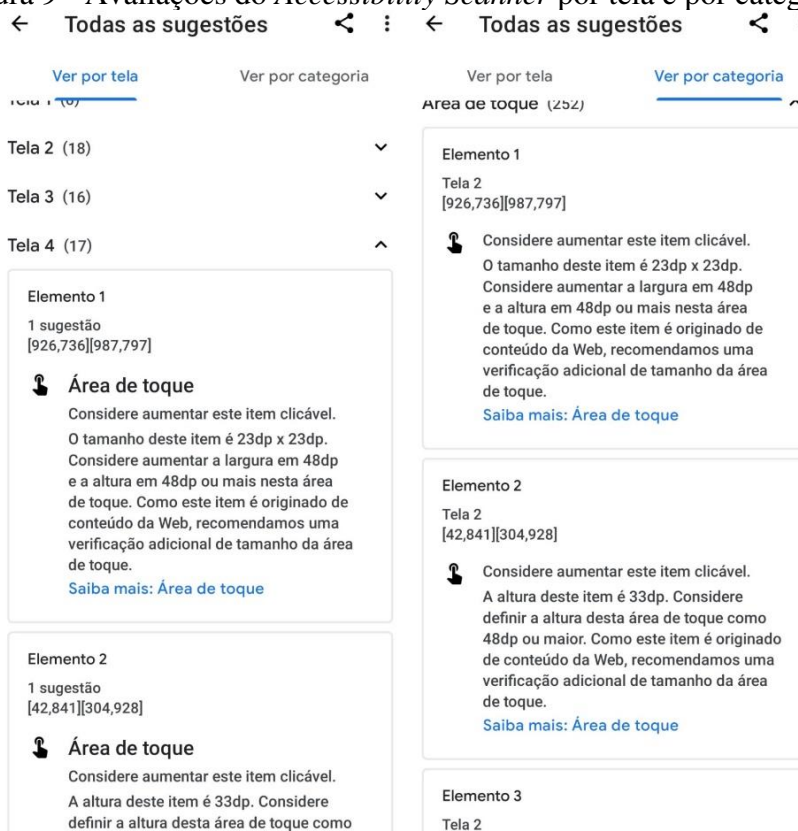 Avaliações do Accessibility Scanner por tela e por
Todas as sugestões
Ver por tela Ver por categoria
Tela 1 (6)
Tela 2 (18)
Tela 3 (16)
Tela 4 (17)
Elemento 1
1 sugestão
[926,736][987,797]
Área de toque
Considere aumentar este item clicável.
O tamanho deste item é 23dp x 23dp.
Considere aumentar a largura em 48dp
e a altura em 48dp ou mais nesta área
de toque. Como este item é originado de
conteúdo da Web, recomendamos uma
verificação adicional de tamanho da área
de toque.
Saiba mais: Área de toque
Elemento 2
1 sugestão
[42,841][304,928]
Área de toque
Considere aumentar este item clicável.
A altura deste item é 33dp. Considere
definir a altura desta área de toque como
Todas as sugestões
Ver por tela Ver por categoria
Área de toque (252)
Elemento 1
Tela 2
[926,736][987,797]
Considere aumentar este item clicável.
O tamanho deste item é 23dp x 23dp.
Considere aumentar a largura em 48dp
e a altura em 48dp ou mais nesta área
de toque. Como este item é originado de
conteúdo da Web, recomendamos uma
verificação adicional de tamanho da área
de toque.
Saiba mais: Área de toque
Elemento 2
Tela 2
[42,841][304,928]
Considere aumentar este item clicável.
A altura deste item é 33dp. Considere
definir a altura desta área de toque como
48dp ou maior. Como este item é originado
de conteúdo da Web, recomendamos uma
verificação adicional de tamanho da área
de toque.
Saiba mais: Área de toque
Elemento 3
Tela 2